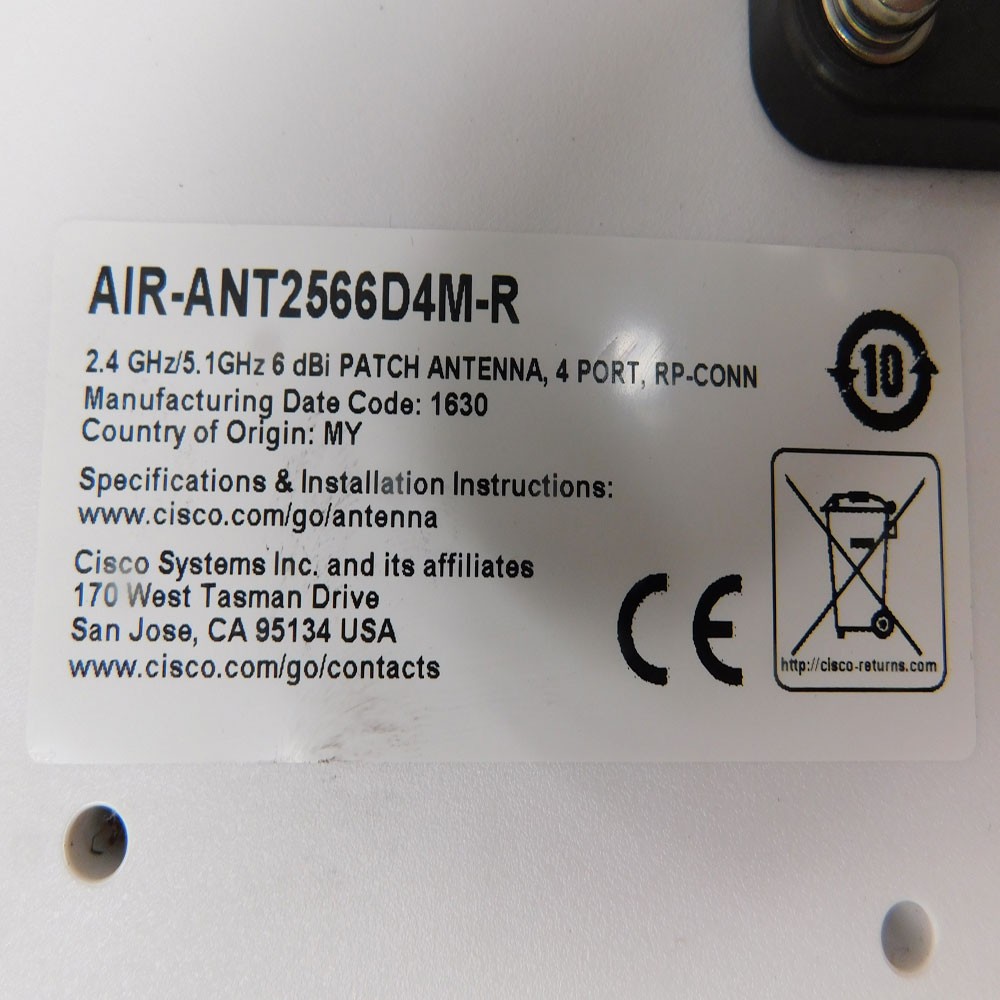 AIR-ANT2566D4M-R
2.4 GHz/5.1GHz 6 dBi PATCH ANTENNA, 4 PORT, RP-CONN
Manufacturing Date Code: 1630
Country of Origin: MY
Specifications & Installation Instructions:
www.cisco.com/go/antenna
Cisco Systems Inc. and its affiliates
170 West Tasman Drive
San Jose, CA 95134 USA
www.cisco.com/go/contacts
10
CE
http://cisco-returns.com